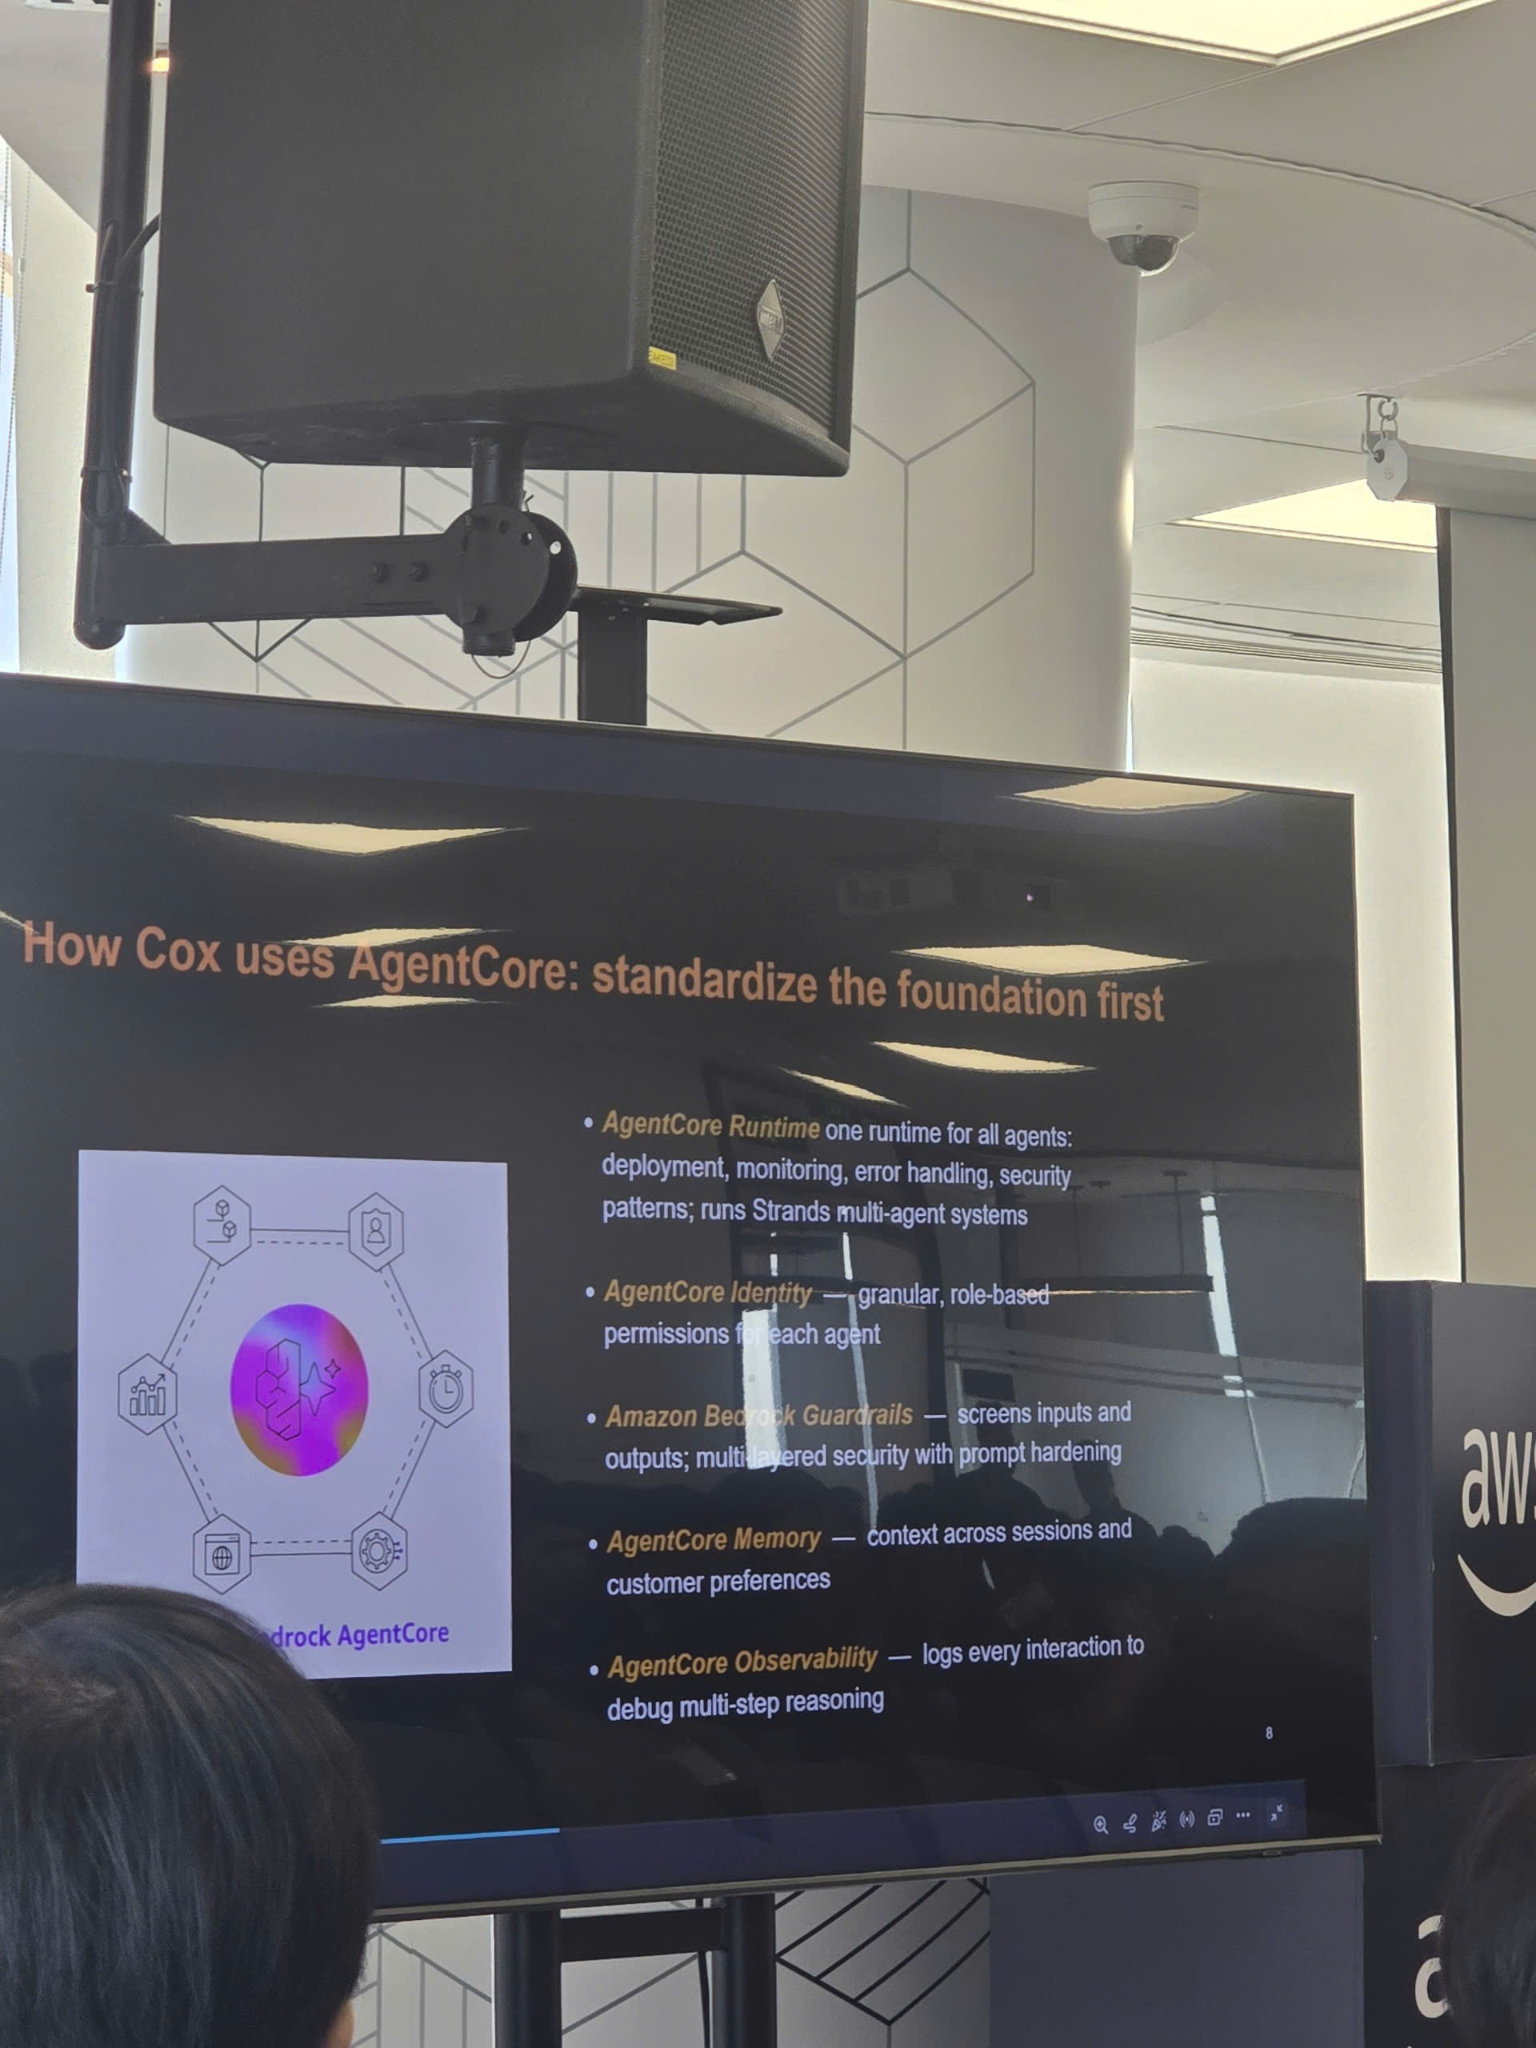 How Cox uses AgentCore: standardize the foundation first
• AgentCore Runtime one runtime for all agents:
deployment, monitoring, error handling, security
patterns; runs Strands multi-agent systems
• AgentCore Identity — granular, role-based
permissions for each agent
• Amazon Bedrock Guardrails — screens inputs and
outputs; multi-layered security with prompt hardening
• AgentCore Memory — context across sessions and
customer preferences
• AgentCore Observability — logs every interaction to
debug multi-step reasoning
drock AgentCore
8
aws
a